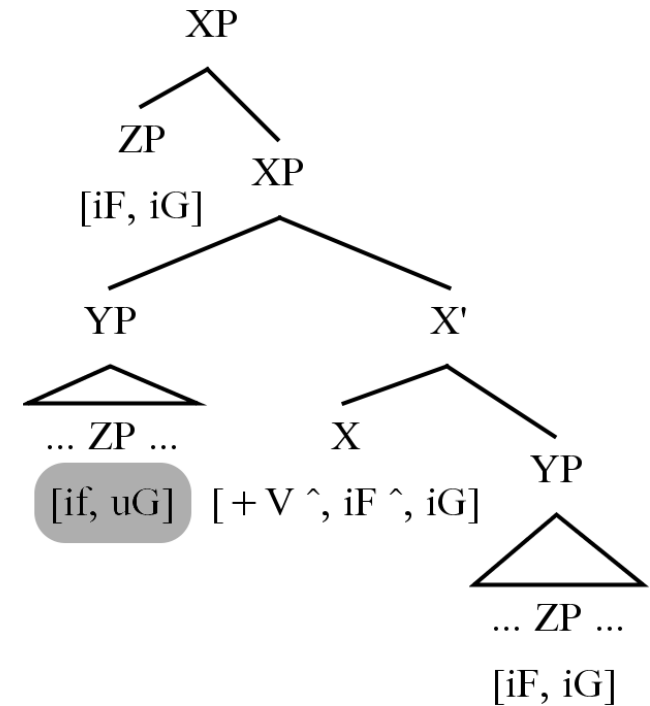 XP
ZP
XP
[iF, iG]
YP
X'
... ZP ...
X
YP
[if, uG]
[+V ^, iF ^, iG]
... ZP ...
[iF, iG]